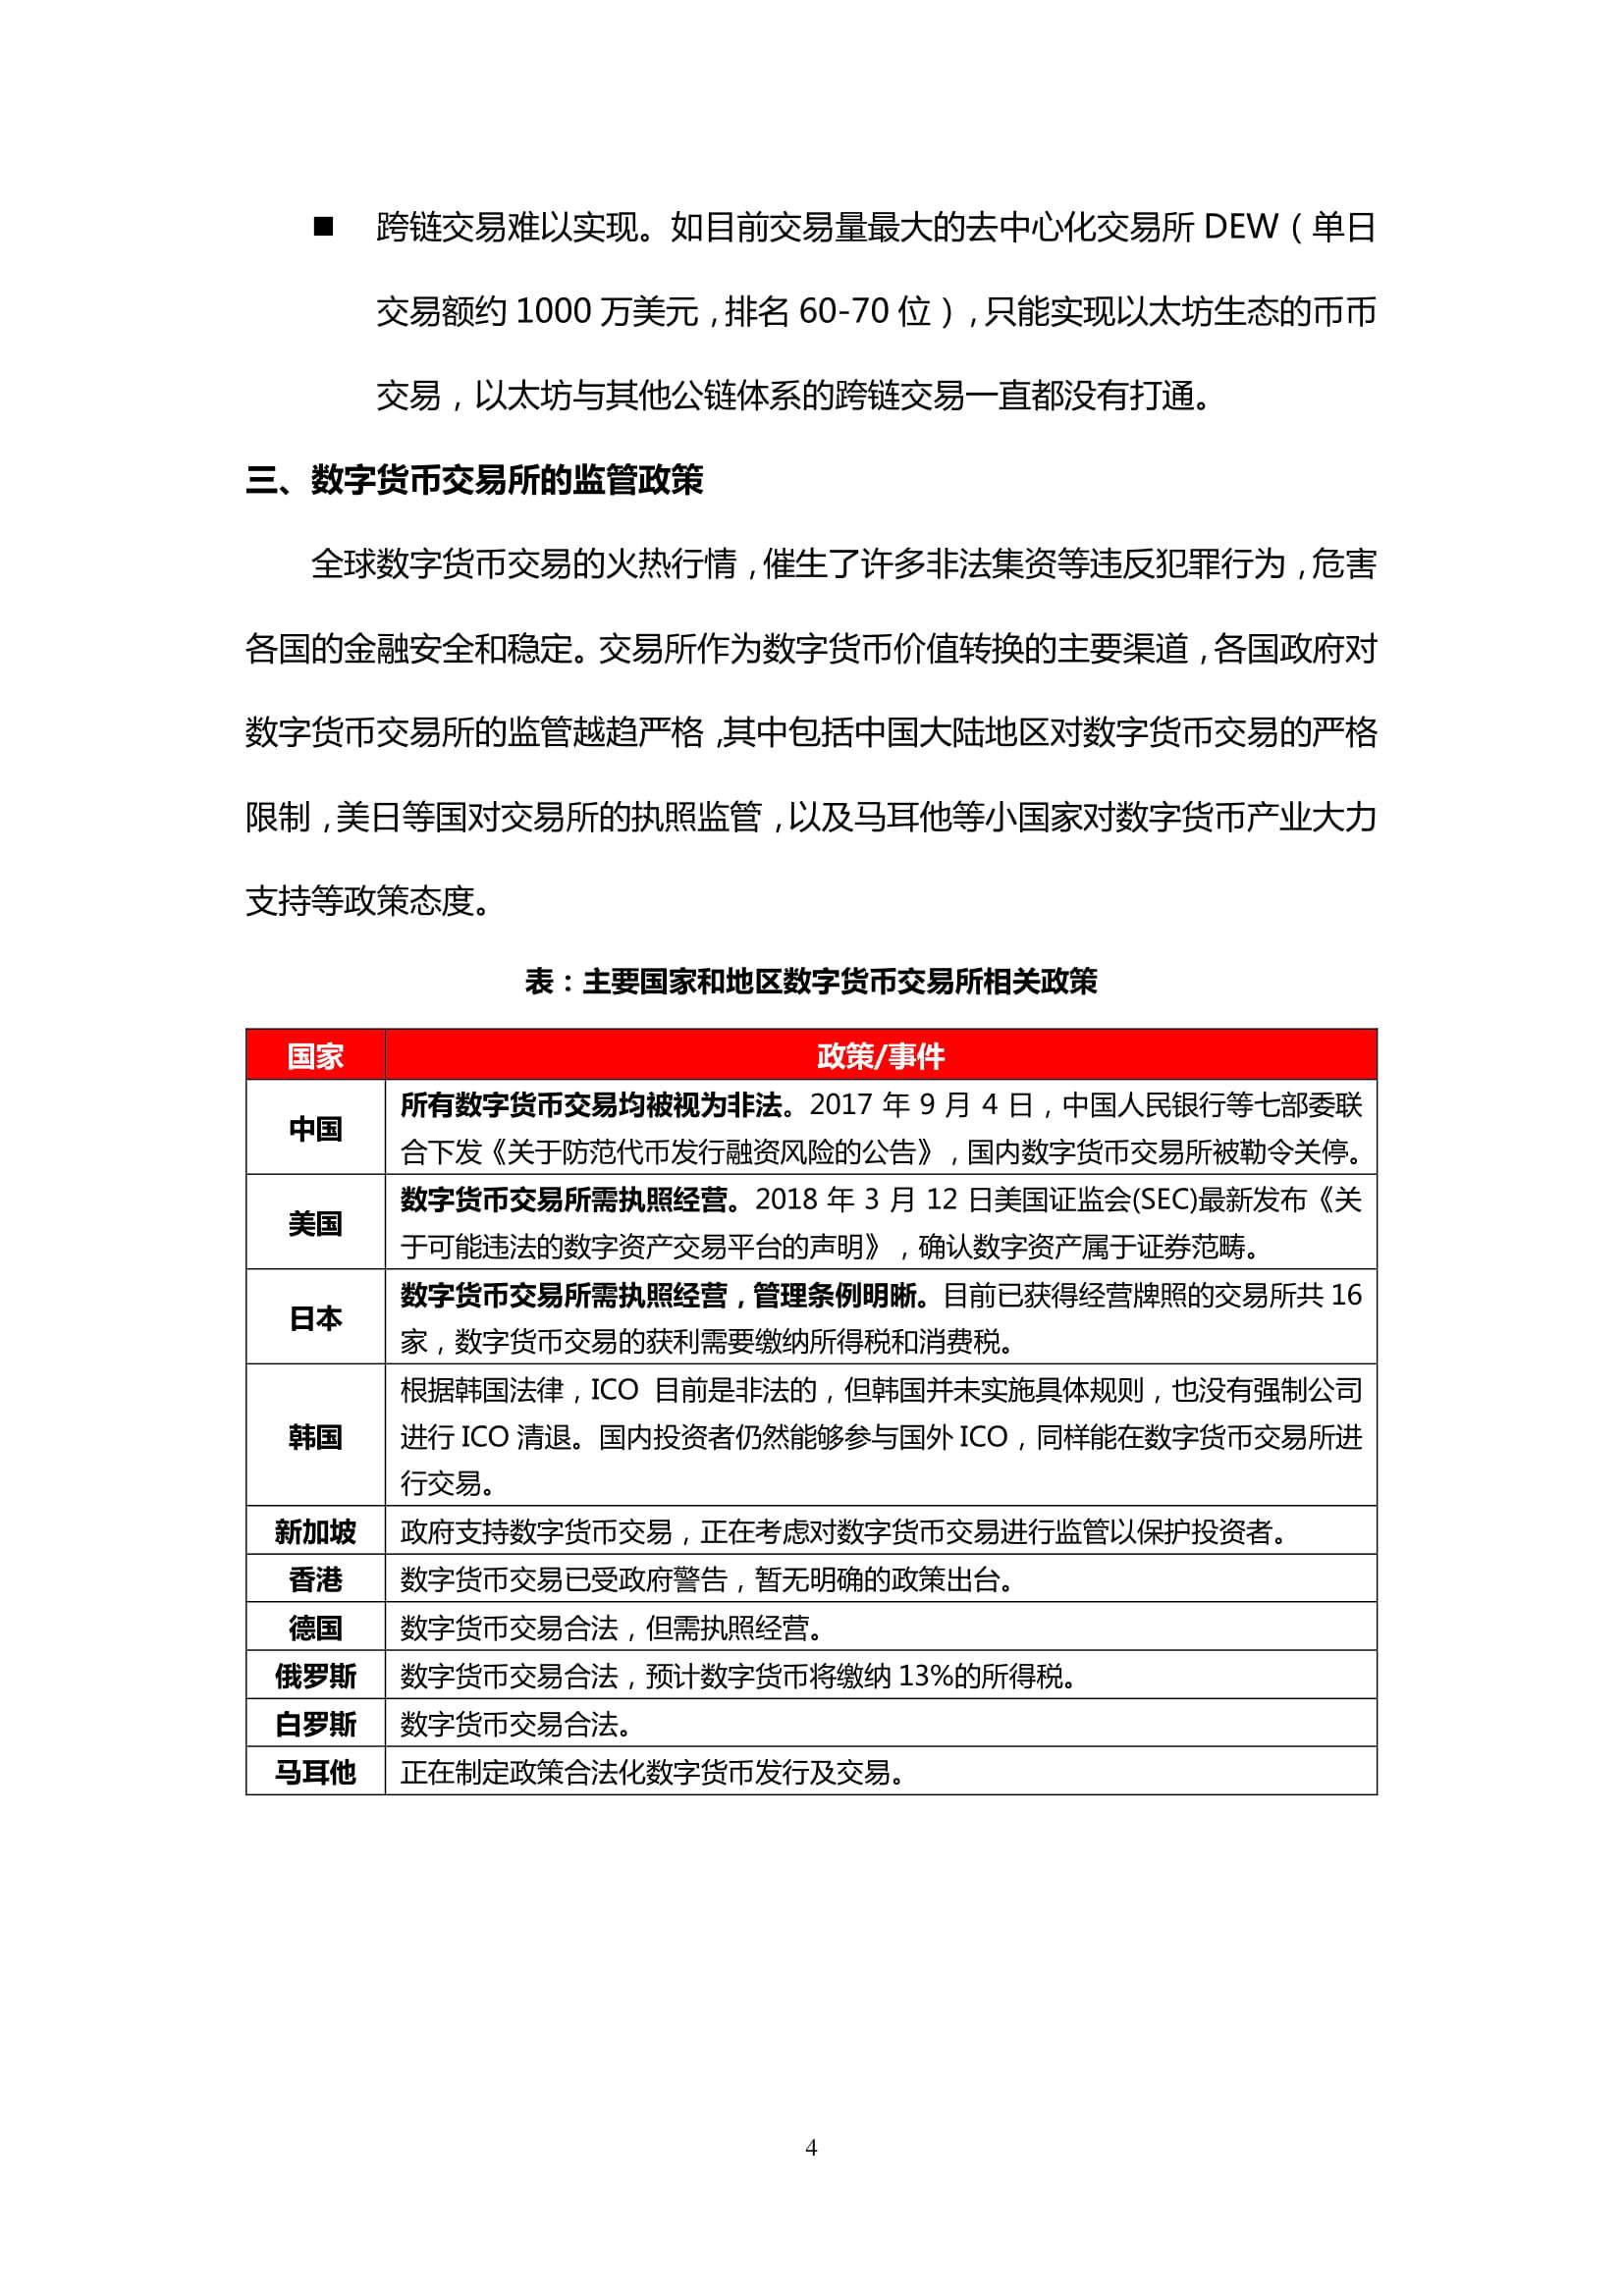 ■ 跨链交易难以实现。如目前交易量最大的去中心化交易所 DEW（单日
交易额约 1000 万美元，排名 60-70 位），只能实现以太坊生态的币币
交易，以太坊与其他公链体系的跨链交易一直都没有打通。
三、数字货币交易所的监管政策
全球数字货币交易的火热行情，催生了许多非法集资等违反犯罪行为，危害
各国的金融安全和稳定。交易所作为数字货币价值转换的主要渠道，各国政府对
数字货币交易所的监管越趋严格，其中包括中国大陆地区对数字货币交易的严格
限制，美日等国对交易所的执照监管，以及马耳他等小国家对数字货币产业大力
支持等政策态度。
表：主要国家和地区数字货币交易所相关政策
国家 政策/事件
中国
所有数字货币交易均被视为非法。2017 年 9 月 4 日，中国人民银行等七部委联
合下发《关于防范代币发行融资风险的公告》，国内数字货币交易所被勒令关停。
美国
数字货币交易所需执照经营。2018 年 3 月 12 日美国证监会(SEC)最新发布《关
于可能违法的数字资产交易平台的声明》，确认数字资产属于证券范畴。
日本
数字货币交易所需执照经营，管理条例明晰。目前已获得经营牌照的交易所共 16
家，数字货币交易的获利需要缴纳所得税和消费税。
韩国
根据韩国法律，ICO 目前是非法的，但韩国并未实施具体规则，也没有强制公司
进行 ICO 清退。国内投资者仍然能够参与国外 ICO，同样能在数字货币交易所进
行交易。
新加坡 政府支持数字货币交易，正在考虑对数字货币交易进行监管以保护投资者。
香港 数字货币交易已受政府警告，暂无明确的政策出台。
德国 数字货币交易合法，但需执照经营。
俄罗斯 数字货币交易合法，预计数字货币将缴纳 13%的所得税。
白罗斯 数字货币交易合法。
马耳他 正在制定政策合法化数字货币发行及交易。
4